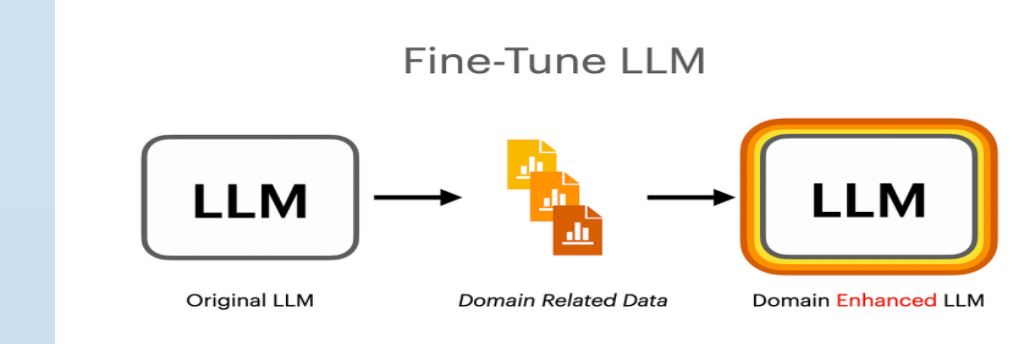 Fine-Tune LLM
LLM
LLM
Original LLM
Domain Related Data
Domain Enhanced LLM